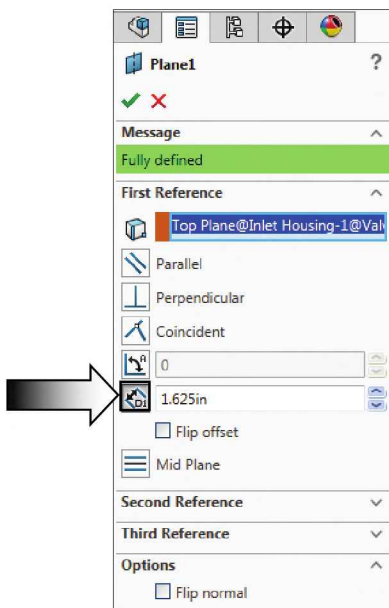 Plane1
?
Message
Fully defined
First Reference
Top Plane@Inlet Housing-1@Val
Parallel
Perpendicular
Coincident
0
1.625in
Flip offset
Mid Plane
Second Reference
Third Reference
Options
Flip normal